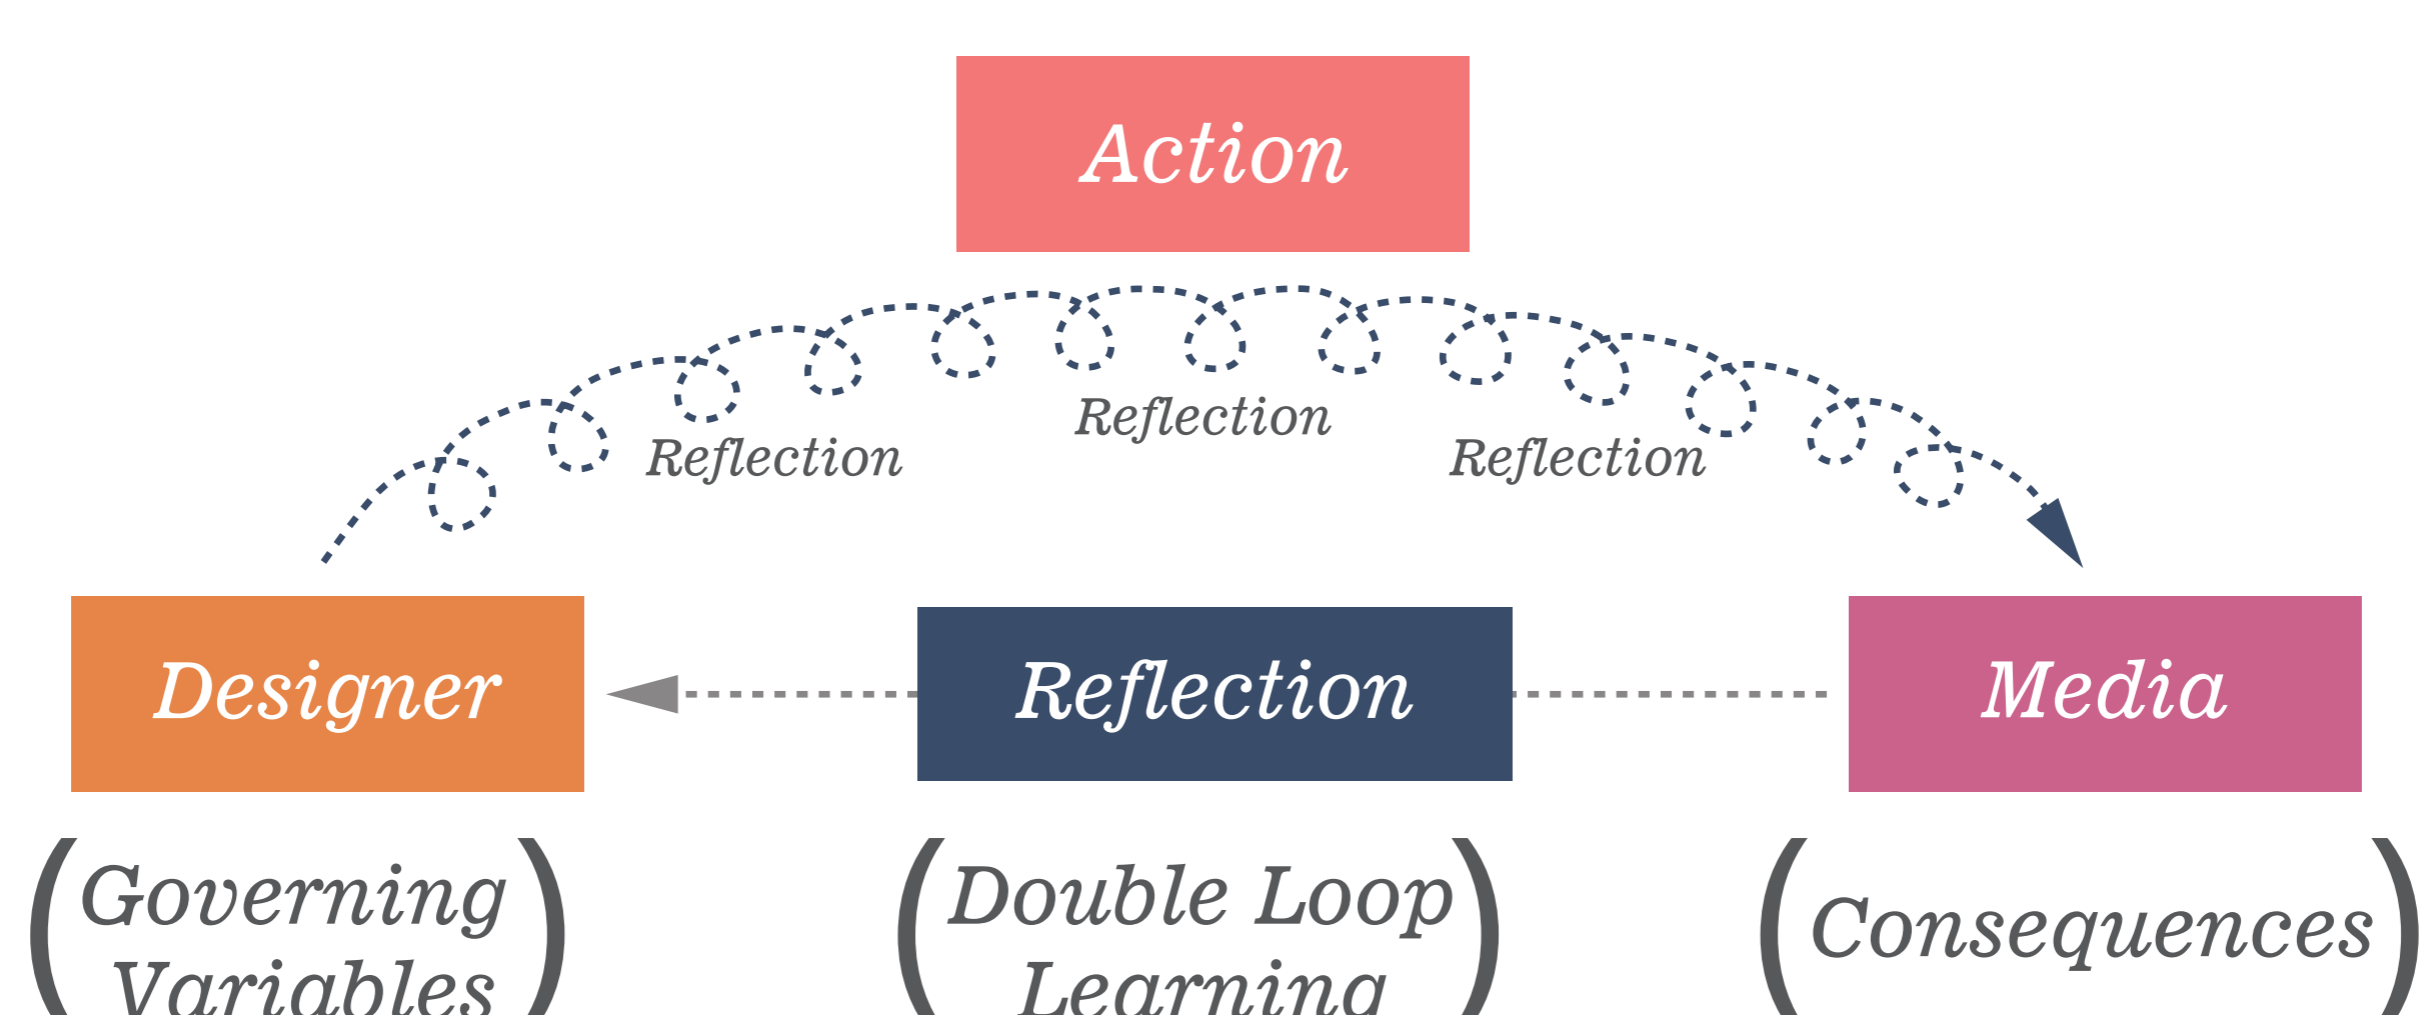 Action
Reflection
Reflection
Reflection
Designer
Reflection
Media
(Governing
Variables)
(Double Loop
Learning)
(Consequences)